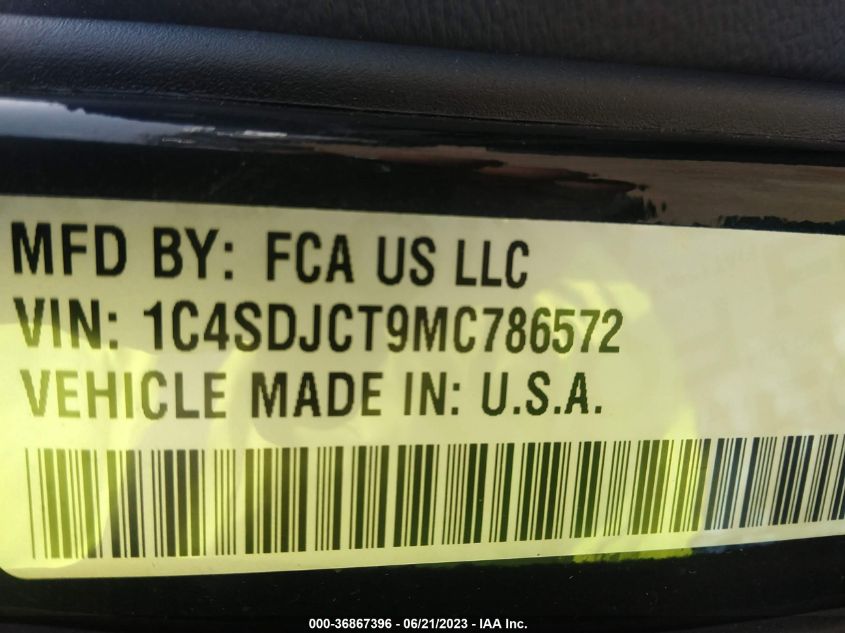 MFD BY: FCA US LLC
VIN: 1C4SDJCT9MC786572
VEHICLE MADE IN: U.S.A.
000-36867396 - 06/21/2023 - IAA Inc.